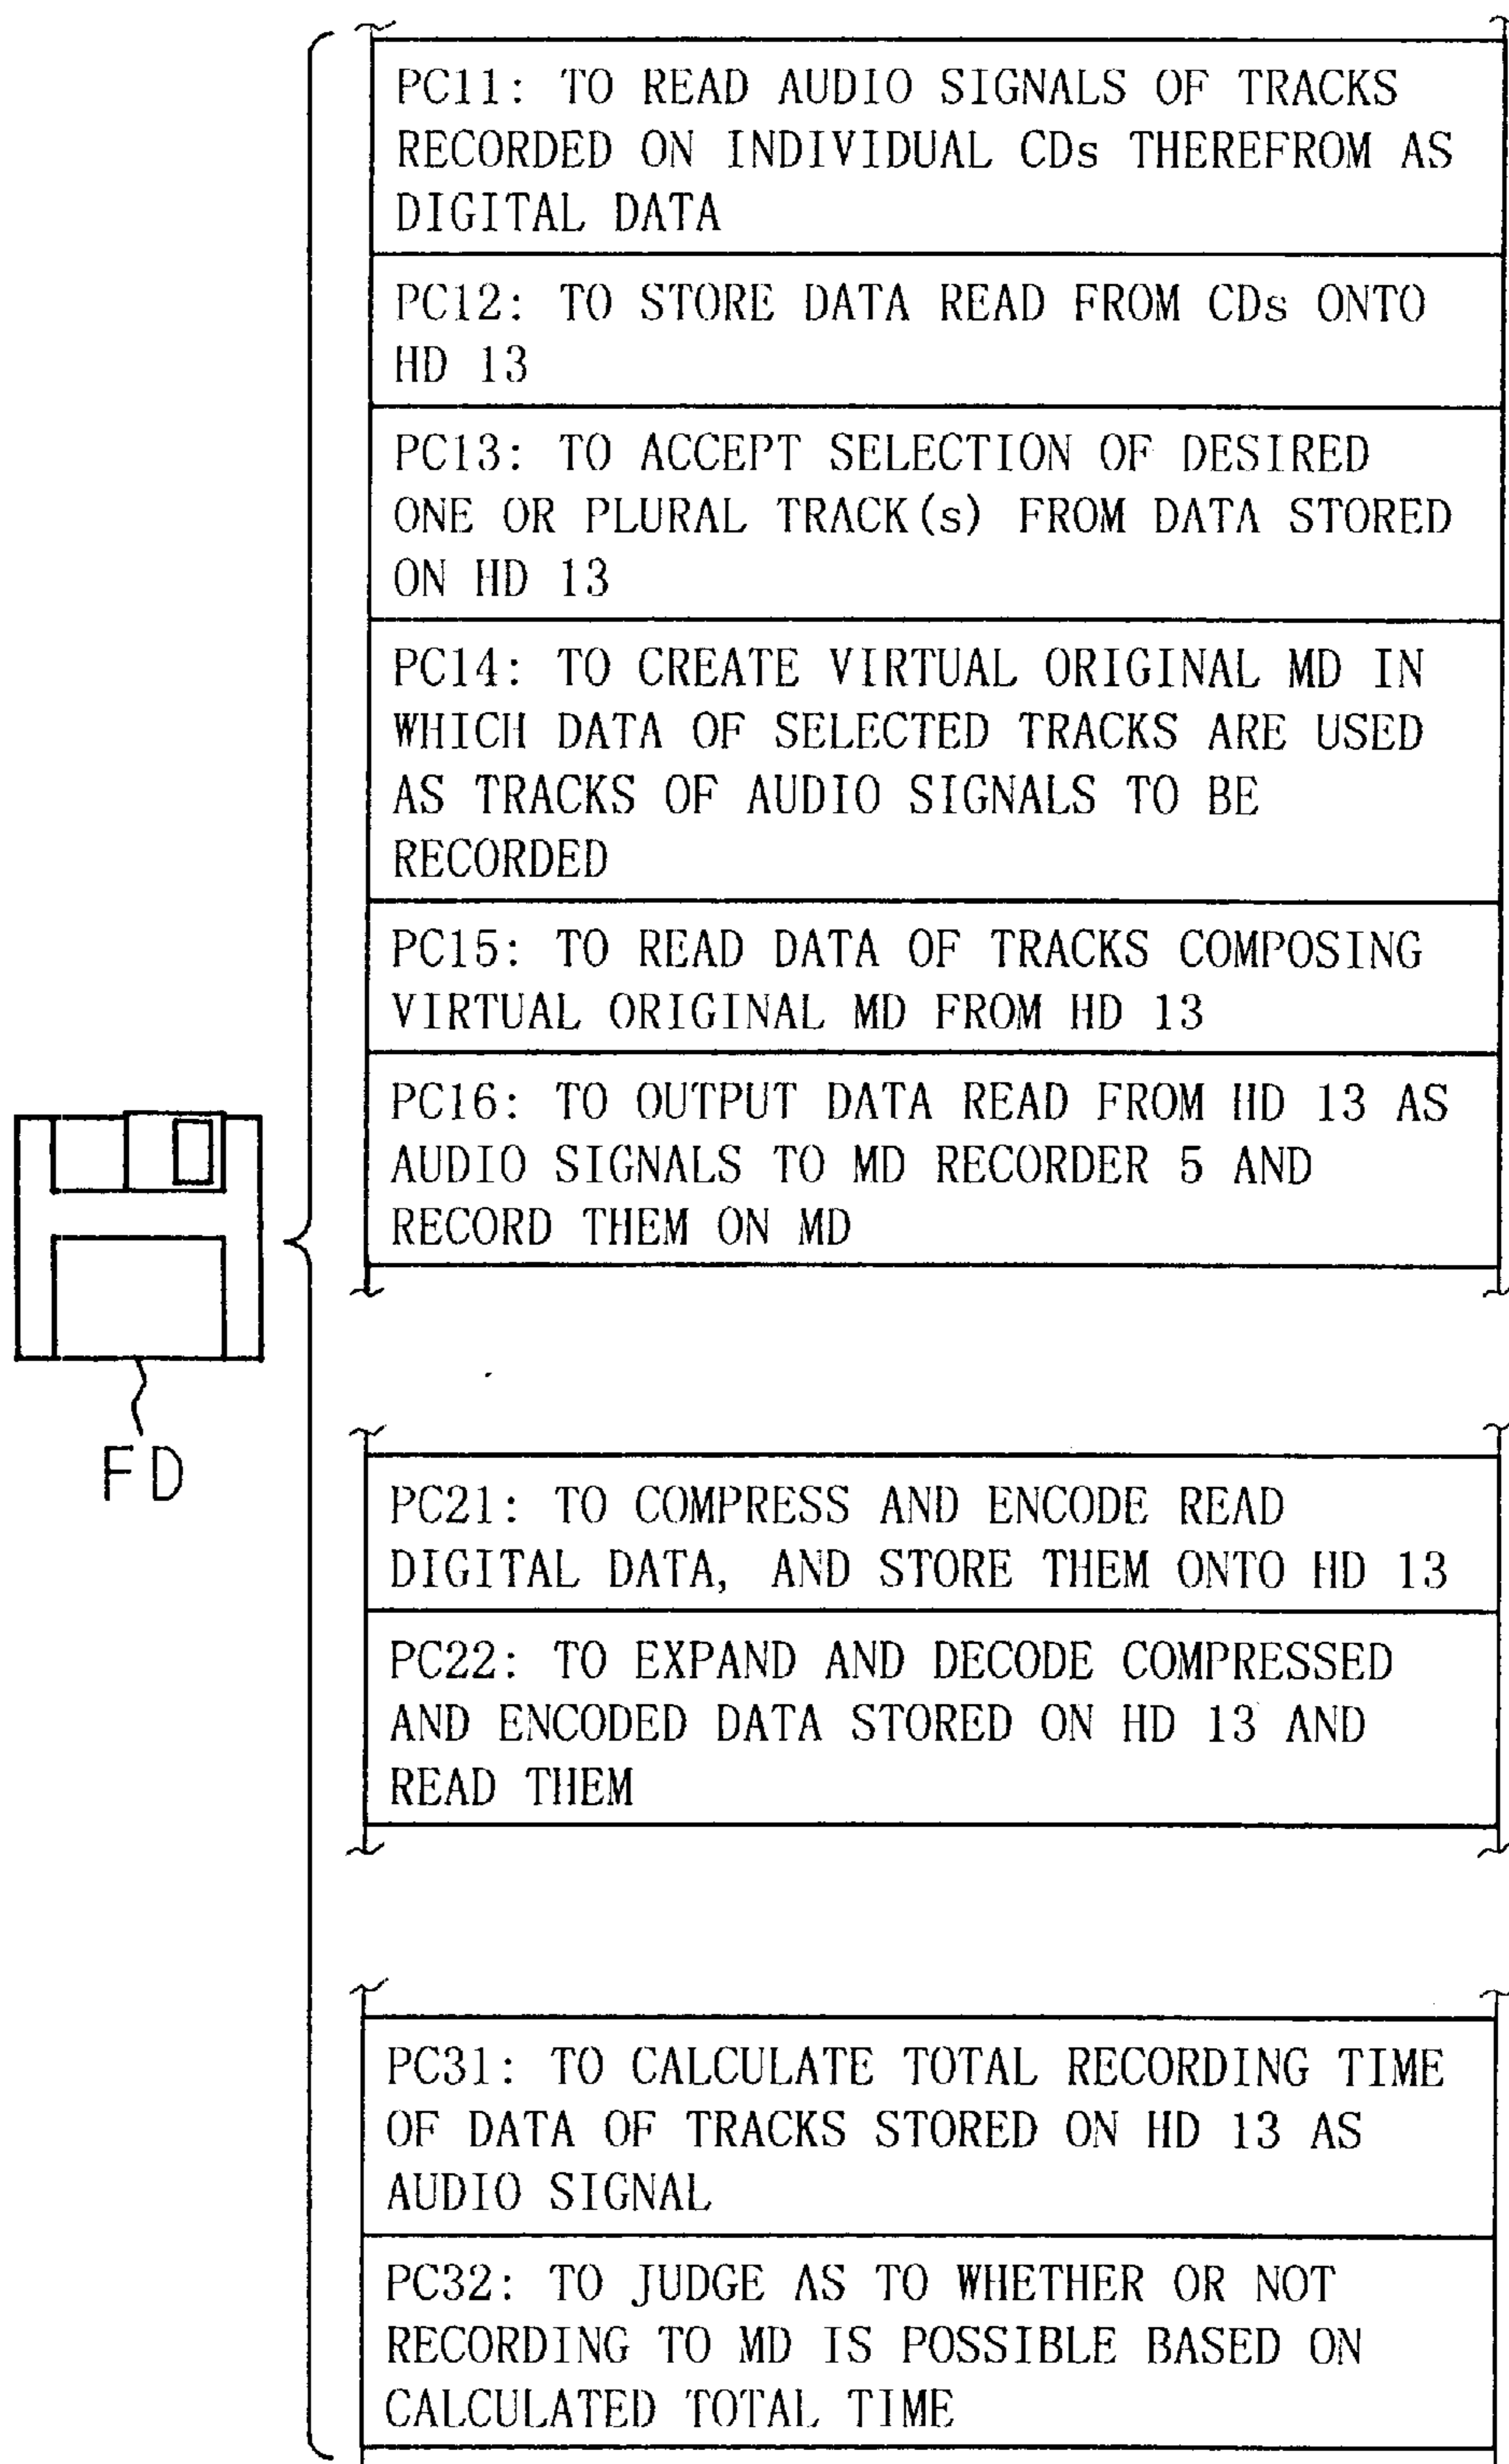 PC11: TO READ AUDIO SIGNALS OF TRACKS
RECORDED ON INDIVIDUAL CDs THEREFROM AS
DIGITAL DATA
PC12: TO STORE DATA READ FROM CDs ONTO
HD 13
PC13: TO ACCEPT SELECTION OF DESIRED
ONE OR PLURAL TRACK(s) FROM DATA STORED
ON HD 13
PC14: TO CREATE VIRTUAL ORIGINAL MD IN
WHICH DATA OF SELECTED TRACKS ARE USED
AS TRACKS OF AUDIO SIGNALS TO BE
RECORDED
PC15: TO READ DATA OF TRACKS COMPOSING
VIRTUAL ORIGINAL MD FROM HD 13
PC16: TO OUTPUT DATA READ FROM HD 13 AS
AUDIO SIGNALS TO MD RECORDER 5 AND
RECORD THEM ON MD
FD
PC21: TO COMPRESS AND ENCODE READ
DIGITAL DATA, AND STORE THEM ONTO HD 13
PC22: TO EXPAND AND DECODE COMPRESSED
AND ENCODED DATA STORED ON HD 13 AND
READ THEM
PC31: TO CALCULATE TOTAL RECORDING TIME
OF DATA OF TRACKS STORED ON HD 13 AS
AUDIO SIGNAL
PC32: TO JUDGE AS TO WHETHER OR NOT
RECORDING TO MD IS POSSIBLE BASED ON
CALCULATED TOTAL TIME